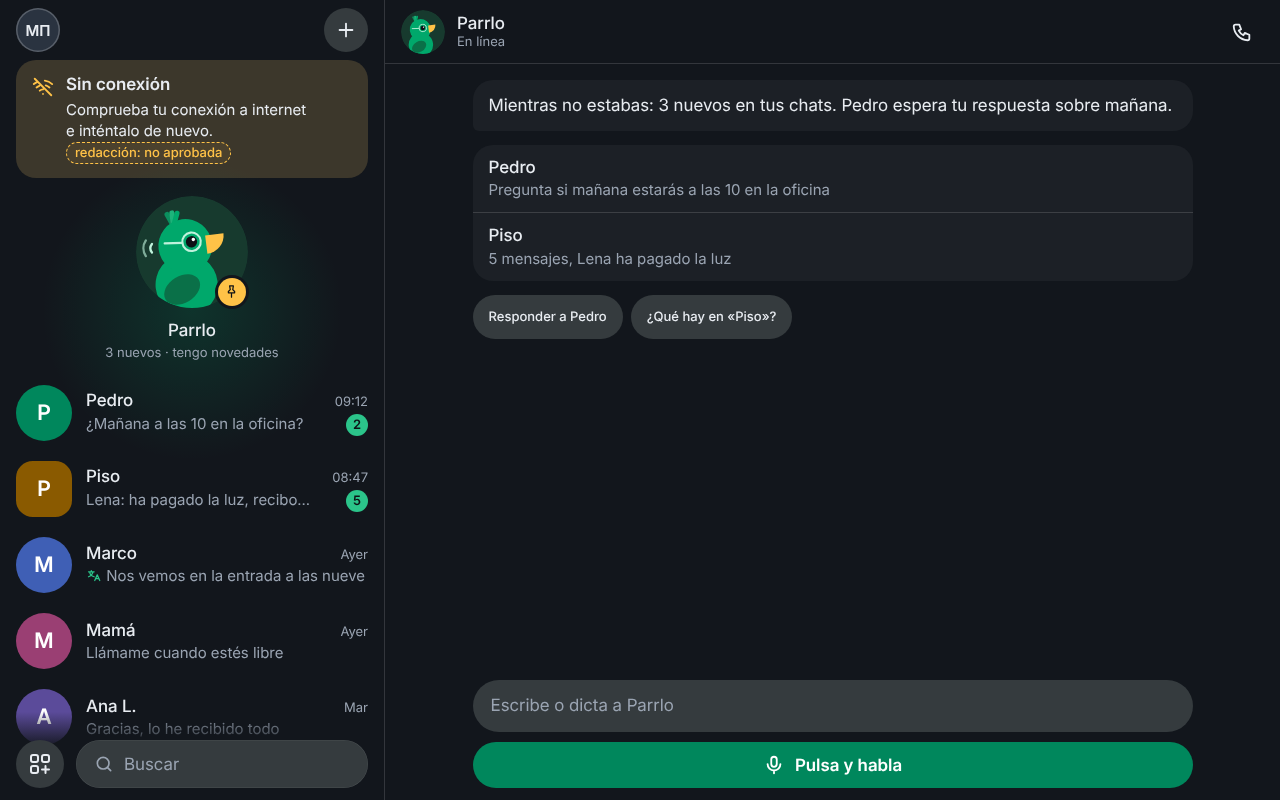 МП
Sin conexión
Comprueba tu conexión a internet
e inténtalo de nuevo.
redacción: no aprobada
Parrlo
3 nuevos · tengo novedades
Pedro
09:12
¿Mañana a las 10 en la oficina?
2
P
Piso
08:47
Lena: ha pagado la luz, recibo...
5
P
Marco
Ayer
Nos vemos en la entrada a las nueve
M
Mamá
Ayer
Llámame cuando estés libre
M
Ana L.
Mar
Gracias, lo he recibido todo
A
Buscar
Parrlo
En línea
Mientras no estabas: 3 nuevos en tus chats. Pedro espera tu respuesta sobre mañana.
Pedro
Pregunta si mañana estarás a las 10 en la oficina
Piso
5 mensajes, Lena ha pagado la luz
Responder a Pedro
¿Qué hay en «Piso»?
Escribe o dicta a Parrlo
Pulsa y habla